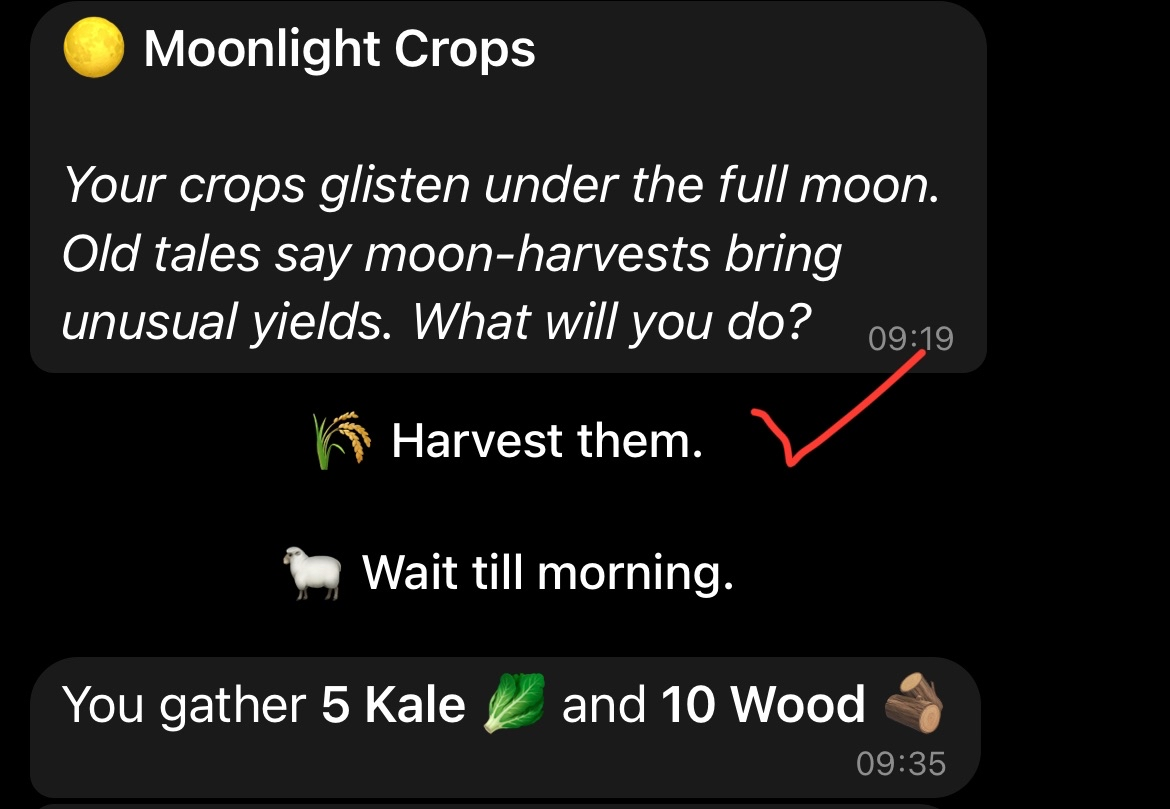 🌕 Moonlight Crops
Your crops glisten under the full moon.
Old tales say moon-harvests bring
unusual yields. What will you do?
09:19
🌾 Harvest them.
🐑 Wait till morning.
You gather 5 Kale 🥬 and 10 Wood 🪵
09:35